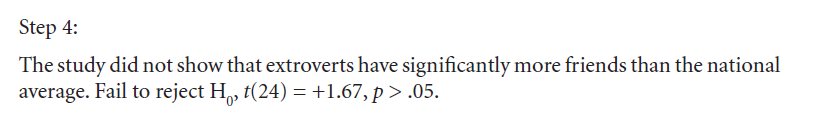 Step 4:
The study did not show that extroverts have significantly more friends than the national
average. Fail to reject H₀, t(24) = +1.67, p > .05.